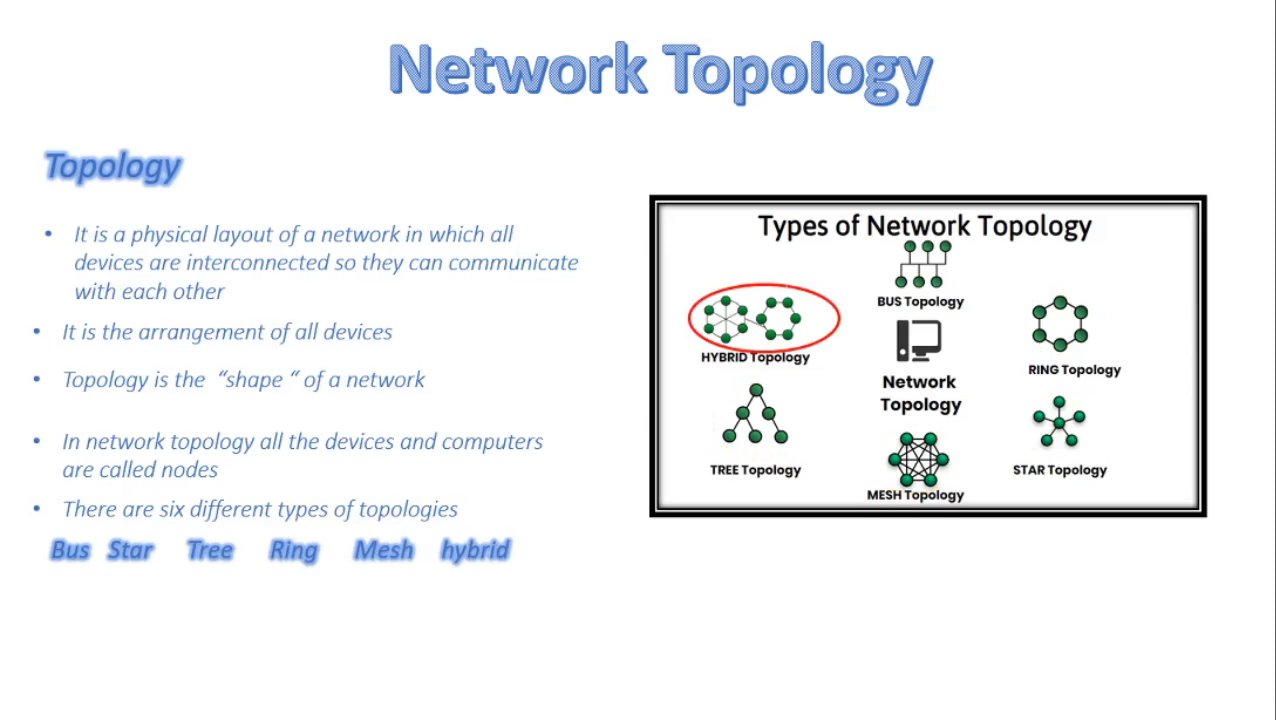 Network Topology
Topology
• It is a physical layout of a network in which all
devices are interconnected so they can communicate
with each other
• It is the arrangement of all devices
• Topology is the “shape “ of a network
• In network topology all the devices and computers
are called nodes
• There are six different types of topologies
Bus Star Tree Ring Mesh hybrid
Types of Network Topology
BUS Topology
HYBRID Topology
RING Topology
Network
Topology
TREE Topology
STAR Topology
MESH Topology